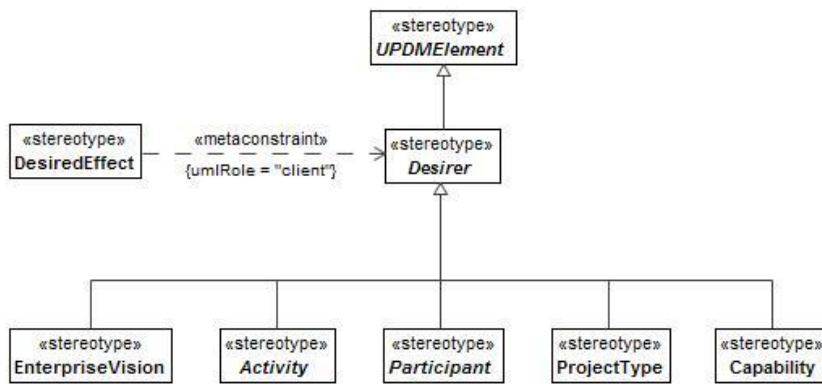 «stereotype»
UPDMElement
«stereotype»
DesiredEffect
«metaconstraint»
{umlRole = "client"}
«stereotype»
Desirer
«stereotype»
EnterpriseVision
«stereotype»
Activity
«stereotype»
Participant
«stereotype»
ProjectType
«stereotype»
Capability